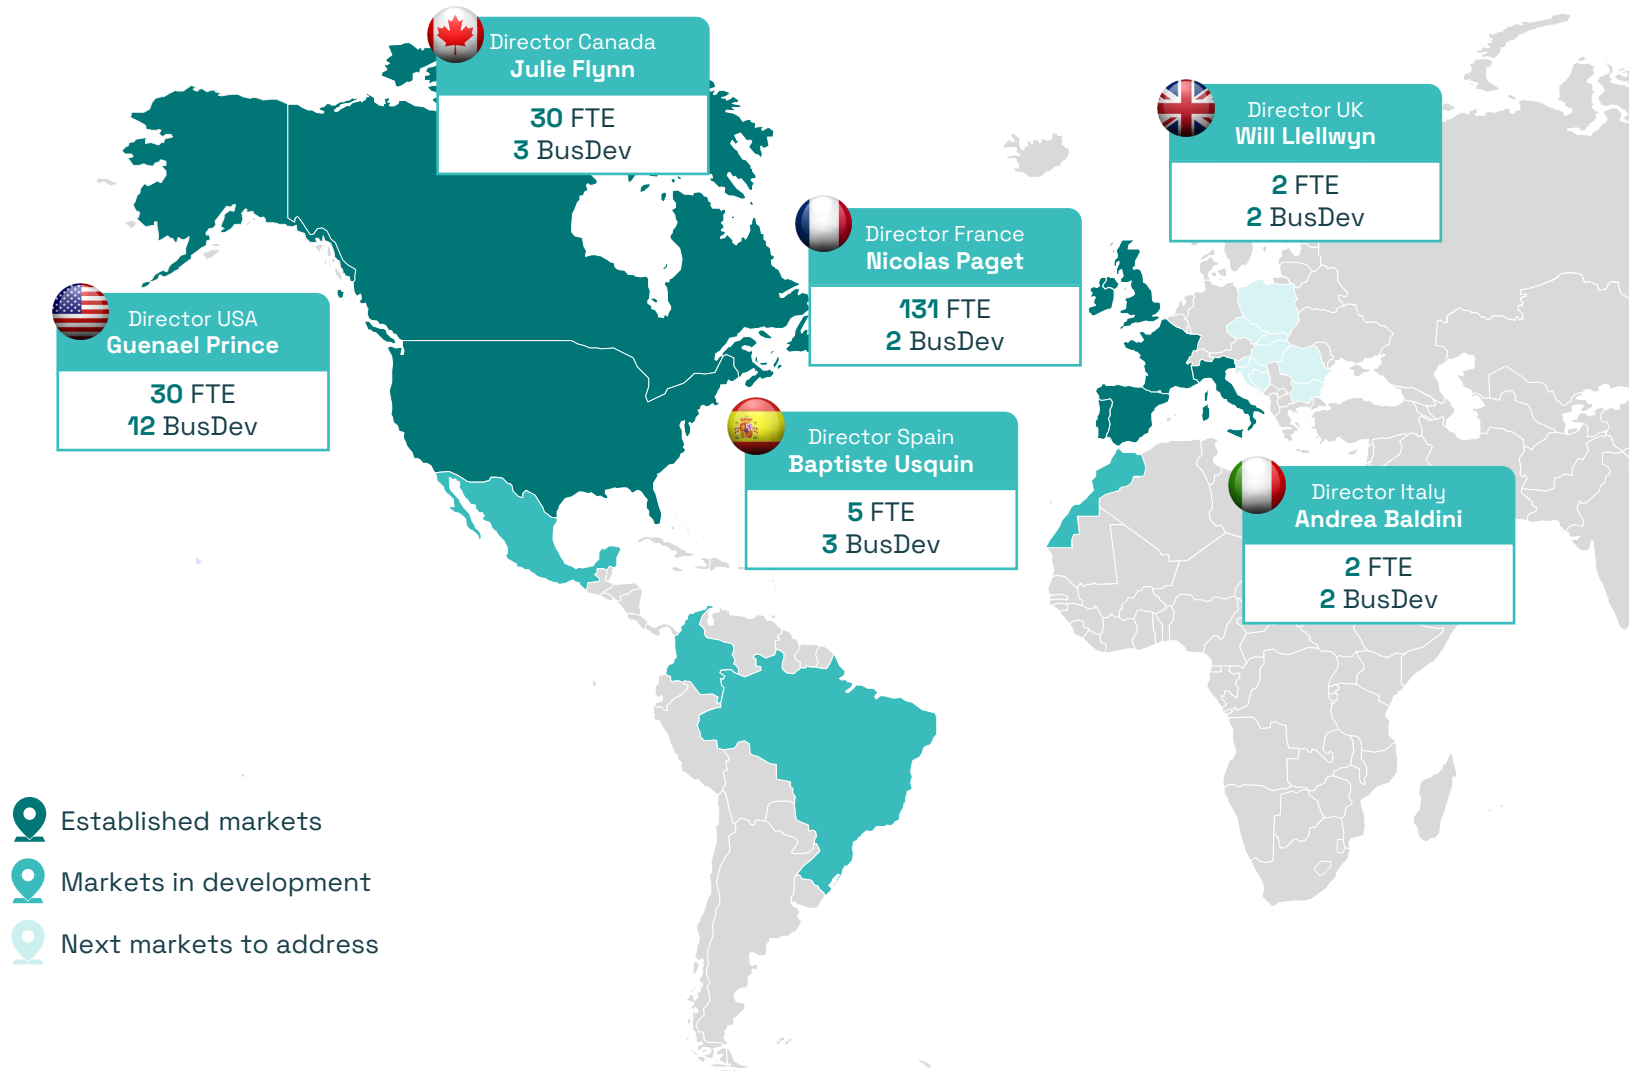 Director Canada
Julie Flynn
30 FTE
3 BusDev
Director UK
Will Llellwyn
2 FTE
2 BusDev
Director France
Nicolas Paget
131 FTE
2 BusDev
Director USA
Guenael Prince
30 FTE
12 BusDev
Director Spain
Baptiste Usquin
5 FTE
3 BusDev
Director Italy
Andrea Baldini
2 FTE
2 BusDev
Established markets
Markets in development
Next markets to address